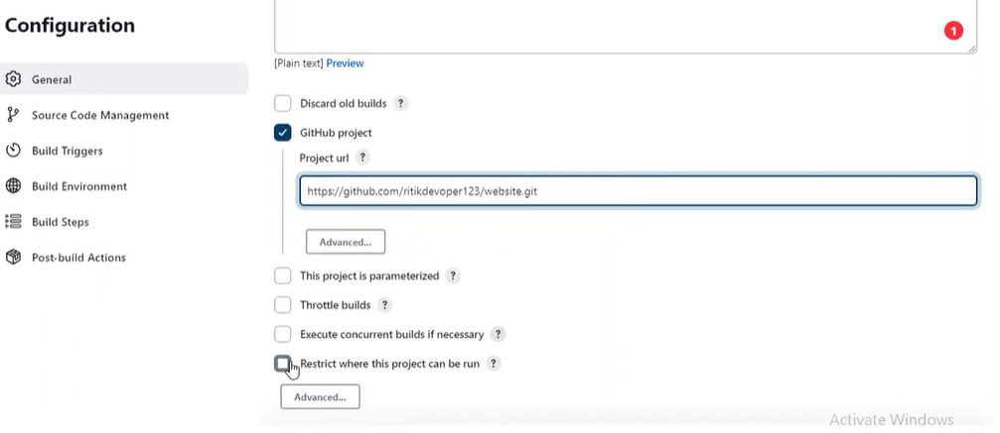 Configuration
General
Source Code Management
Build Triggers
Build Environment
Build Steps
Post-build Actions
1
[Plain text] Preview
Discard old builds ?
GitHub project
Project url ?
https://github.com/ritikdevoper123/website.git
Advanced...
This project is parameterized ?
Throttle builds ?
Execute concurrent builds if necessary ?
Restrict where this project can be run ?
Advanced...
Activate Windows